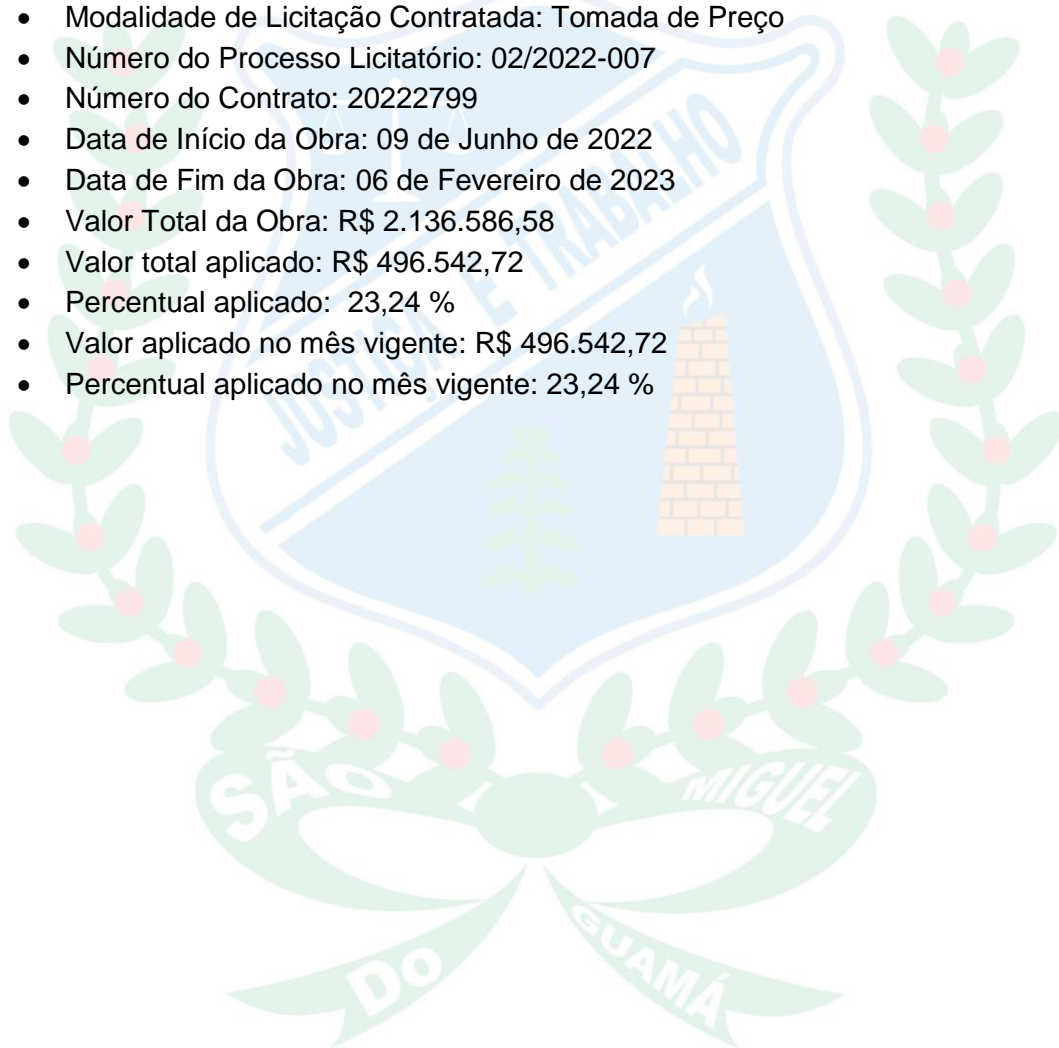 • Modalidade de Licitação Contratada: Tomada de Preço
• Número do Processo Licitatório: 02/2022-007
• Número do Contrato: 20222799
• Data de Início da Obra: 09 de Junho de 2022
• Data de Fim da Obra: 06 de Fevereiro de 2023
• Valor Total da Obra: R$ 2.136.586,58
• Valor total aplicado: R$ 496.542,72
• Percentual aplicado:  23,24 %
• Valor aplicado no mês vigente: R$ 496.542,72
• Percentual aplicado no mês vigente: 23,24 %
JUSTIÇA E TRABALHO
SÃO MIGUEL
DO GUAMÁ